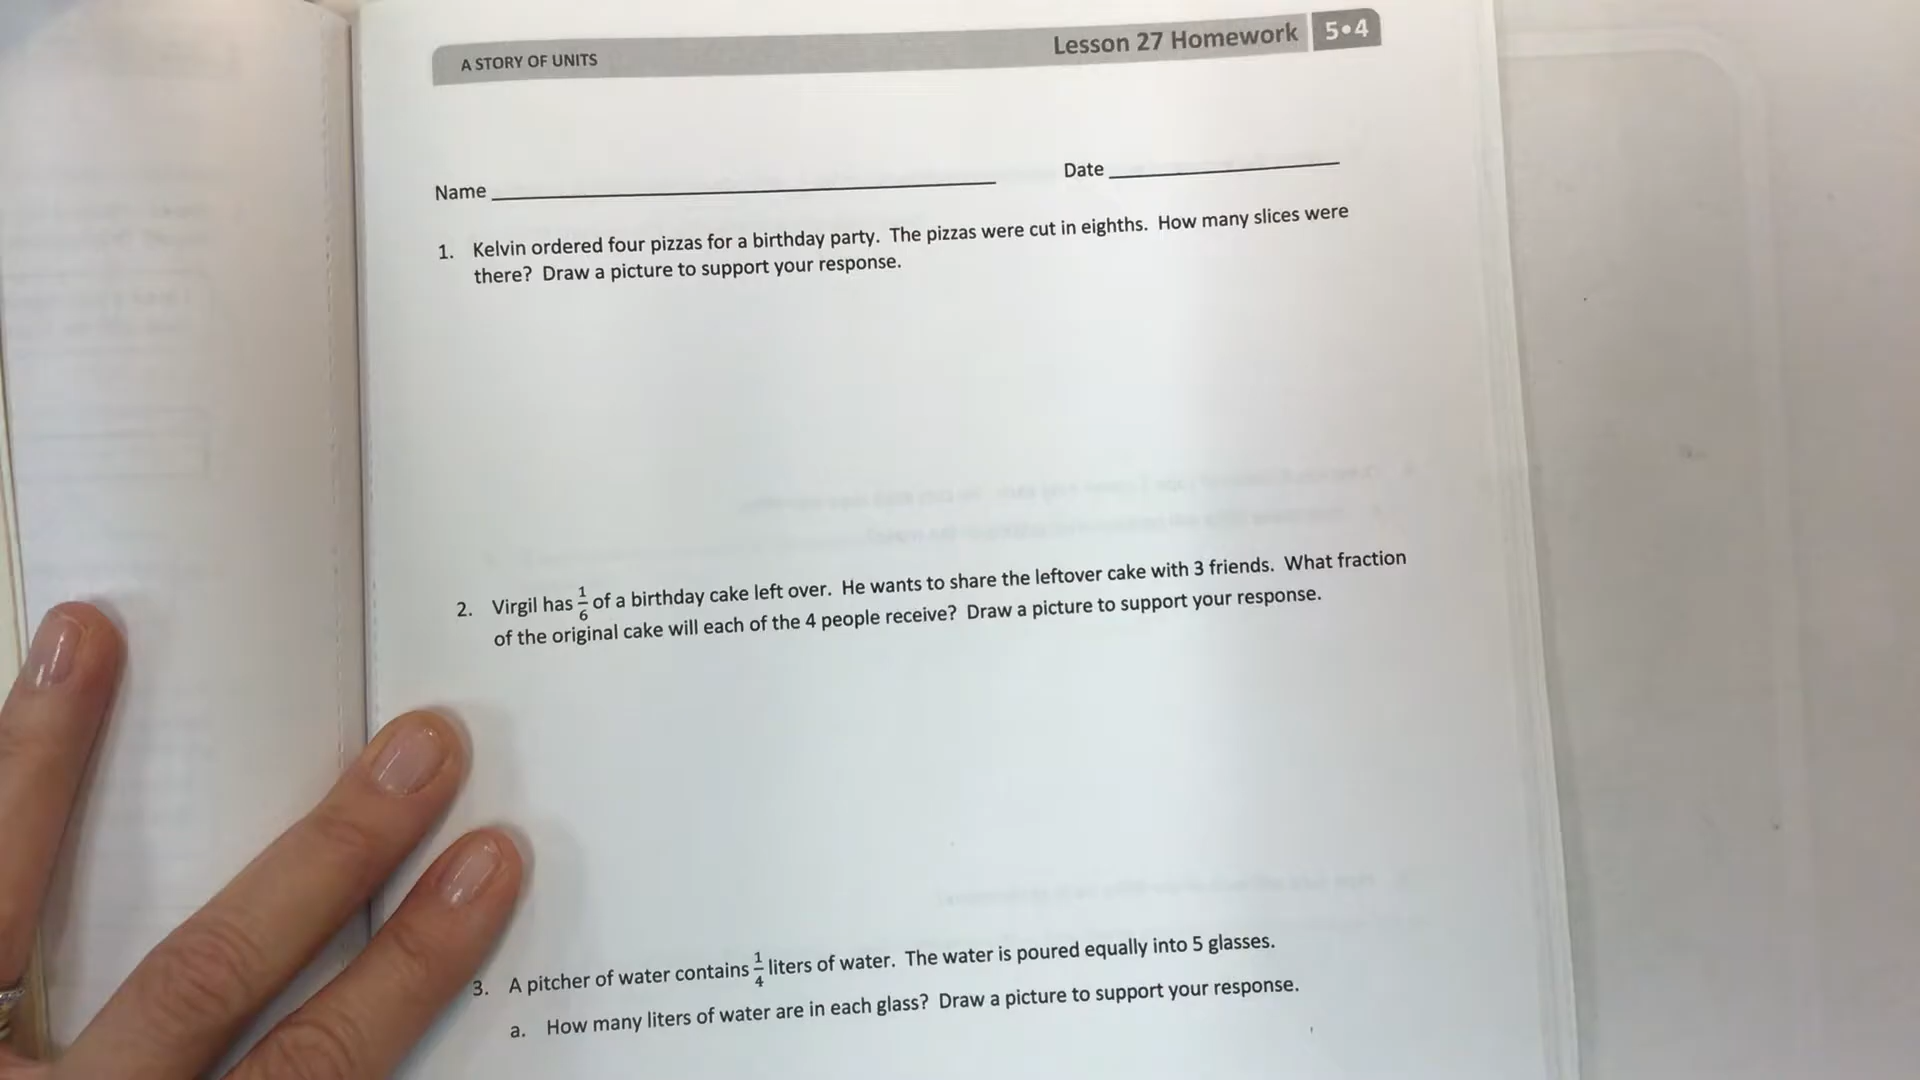 A STORY OF UNITS
Lesson 27 Homework 5•4
Name
Date
1. Kelvin ordered four pizzas for a birthday party. The pizzas were cut in eighths. How many slices were
there? Draw a picture to support your response.
2. Virgil has 1/6 of a birthday cake left over. He wants to share the leftover cake with 3 friends. What fraction
of the original cake will each of the 4 people receive? Draw a picture to support your response.
3. A pitcher of water contains 1/4 liters of water. The water is poured equally into 5 glasses.
a. How many liters of water are in each glass? Draw a picture to support your response.